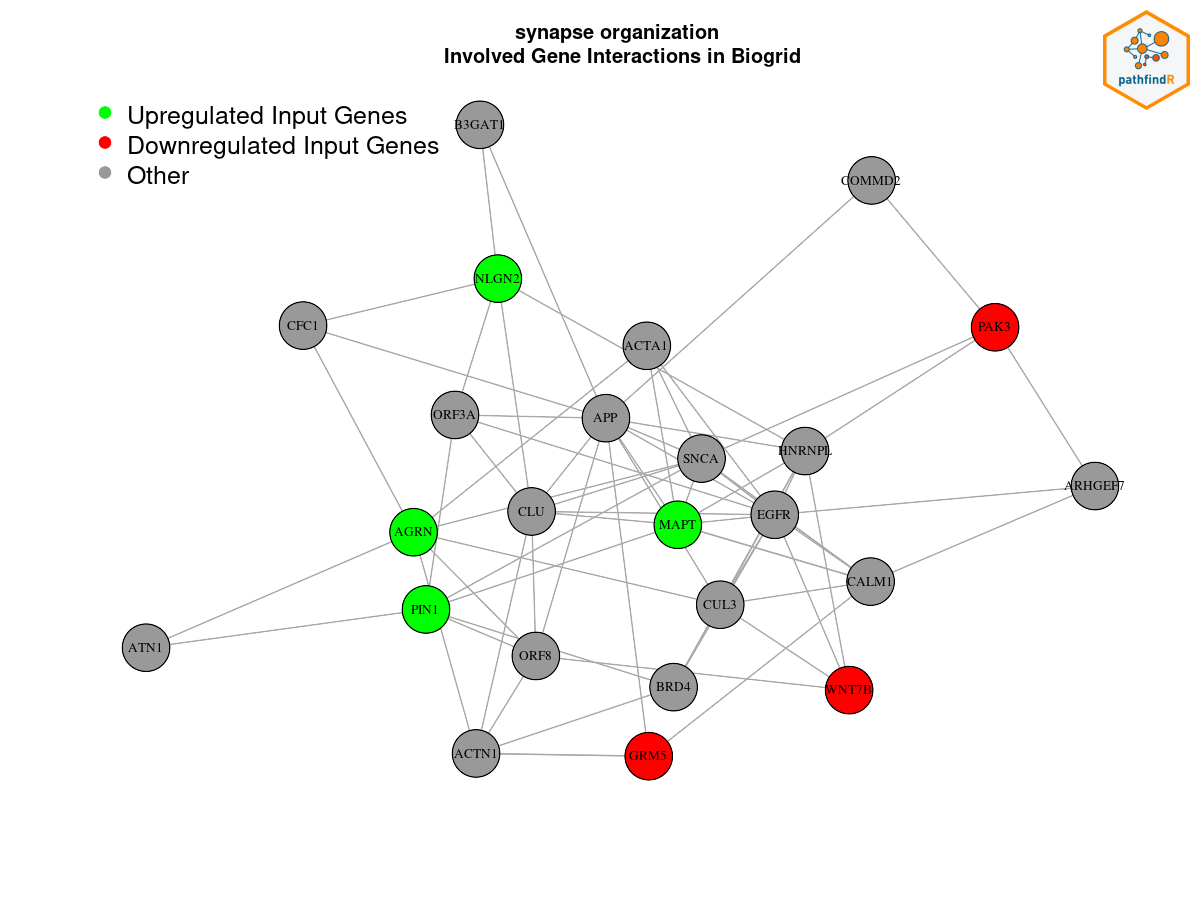 synapse organization
Involved Gene Interactions in Biogrid
pathfindR
Upregulated Input Genes
Downregulated Input Genes
Other
B3GAT1
COMMD2
NLGN2
CFC1
PAK3
ACTA1
ORF3A
APP
SNCA
HNRNPL
ARHGEF7
CLU
MAPT
EGFR
AGRN
CALM1
PIN1
CUL3
ATN1
ORF8
BRD4
WNT7B
ACTN1
GRM5